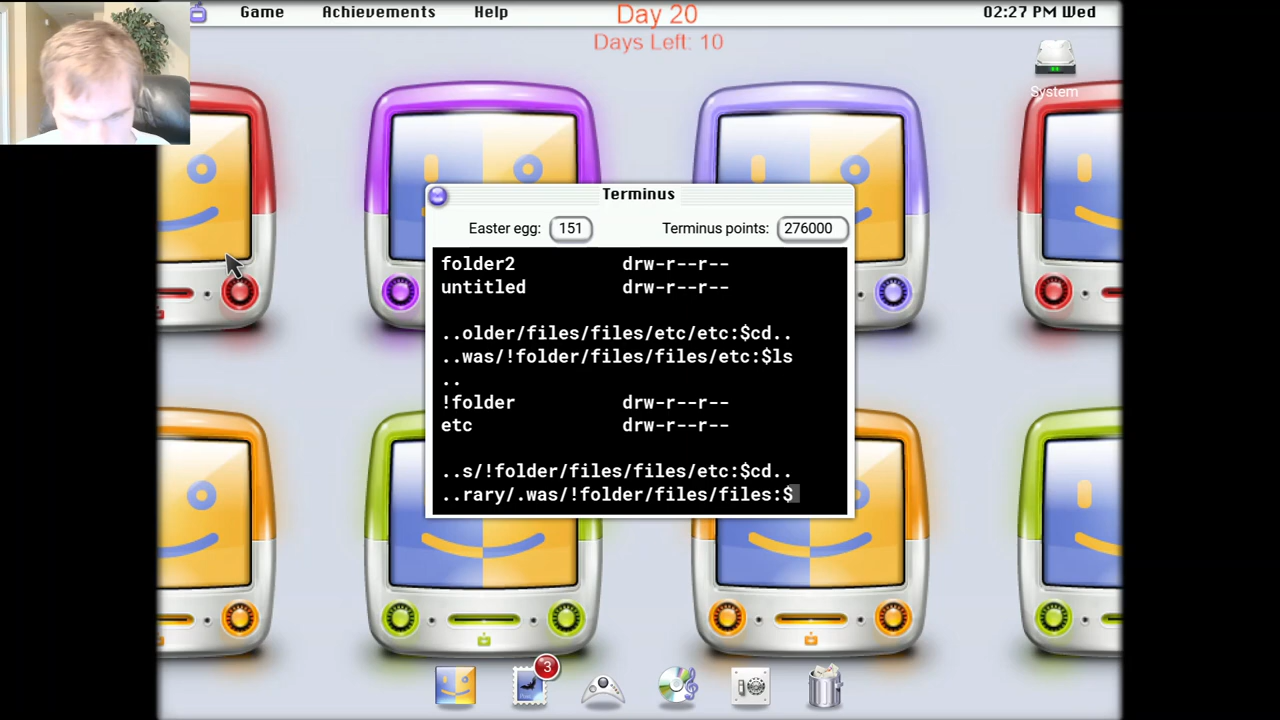 Game Achievements Help Day 20 02:27 PM Wed
Days Left: 10
System
Terminus
Easter egg: 151 Terminus points: 276000
folder2 drw-r--r--
untitled drw-r--r--
..older/files/files/etc/etc:$cd..
..was/!folder/files/files/etc:$ls
..
!folder drw-r--r--
etc drw-r--r--
..s/!folder/files/files/etc:$cd..
..rary/.was/!folder/files/files:$
3